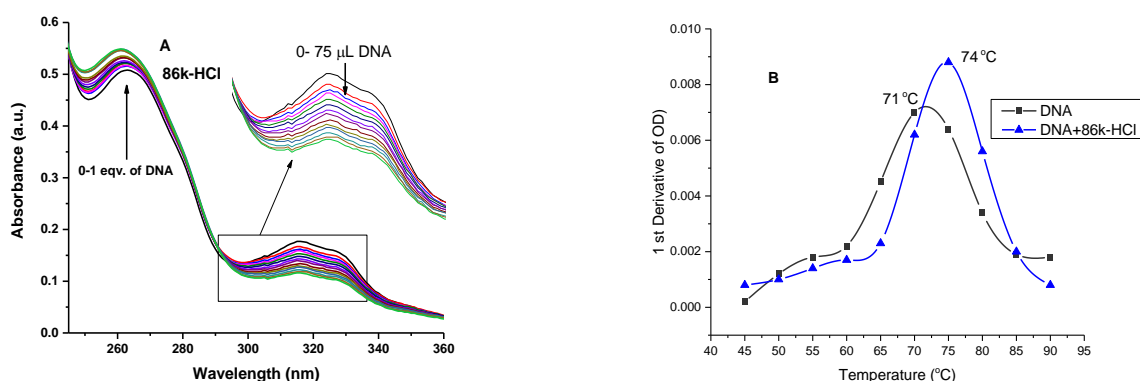 A
86k-HCl
0- 75 μL DNA
0-1 eqv. of DNA
Absorbance (a.u.)
0.6
0.5
0.4
0.3
0.2
0.1
0.0
260 280 300 320 340 360
Wavelength (nm)
B
74 °C
71 °C
DNA
DNA+86k-HCl
1 st Derivative of OD)
0.010
0.008
0.006
0.004
0.002
0.000
40 45 50 55 60 65 70 75 80 85 90 95
Temperature (°C)